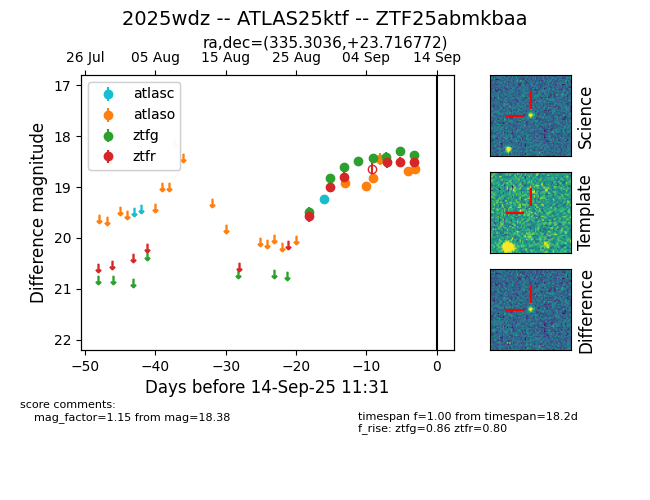 2025wdz -- ATLAS25ktf -- ZTF25abmkbaa
ra,dec=(335.3036,+23.716772)
26 Jul 05 Aug 15 Aug 25 Aug 04 Sep 14 Sep
atlasc
atlaso
ztfg
ztfr
17
18
19
20
21
22
Difference magnitude
−50 −40 −30 −20 −10 0
Days before 14-Sep-25 11:31
Science
Template
Difference
score comments:
mag_factor=1.15 from mag=18.38
timespan f=1.00 from timespan=18.2d
f_rise: ztfg=0.86 ztfr=0.80